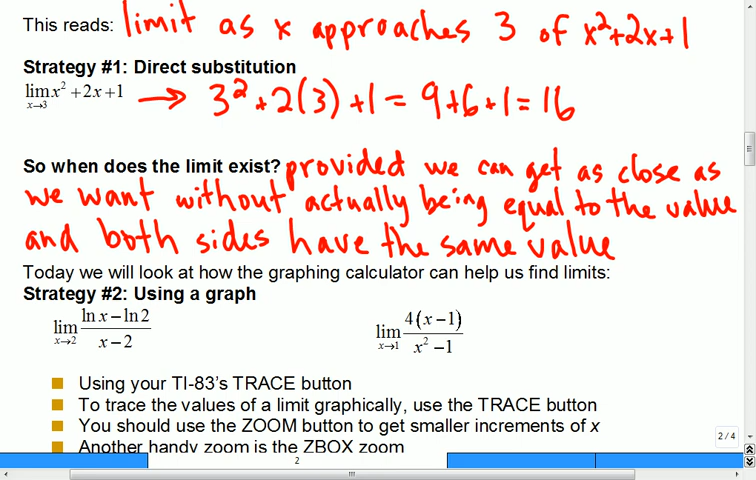 This reads: limit as x approaches 3 of x²+2x+1
Strategy #1: Direct substitution
lim x→3 x² + 2x + 1 → 3² + 2(3) + 1 = 9+6+1 = 16
So when does the limit exist? provided we can get as close as
we want without actually being equal to the value
and both sides have the same value
Today we will look at how the graphing calculator can help us find limits:
Strategy #2: Using a graph
lim x→2 (ln x − ln 2)/(x − 2) lim x→1 4(x − 1)/(x² − 1)
Using your TI-83's TRACE button
To trace the values of a limit graphically, use the TRACE button
You should use the ZOOM button to get smaller increments of x
Another handy zoom is the ZBOX zoom
2/4
2